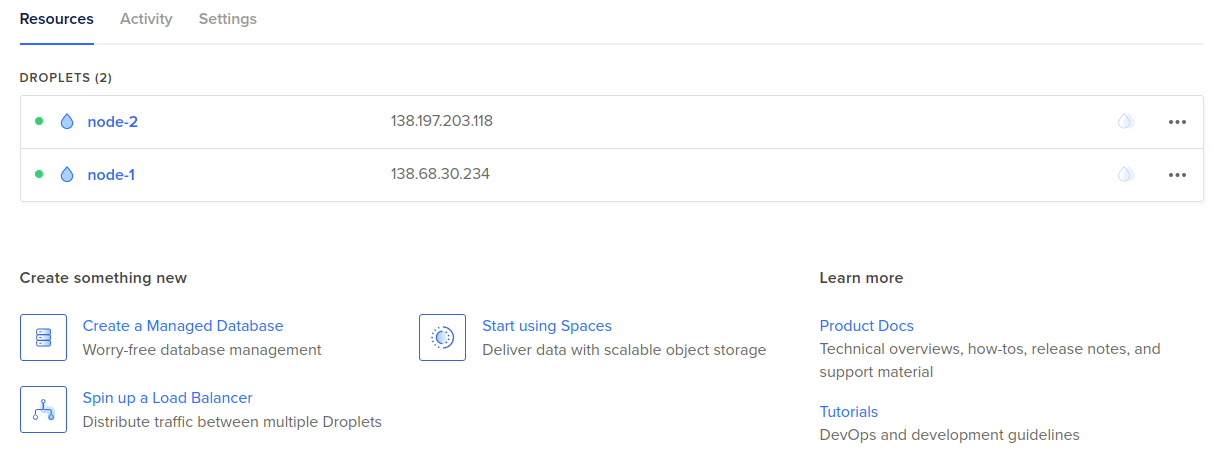 Resources Activity Settings
DROPLETS (2)
node-2 138.197.203.118
node-1 138.68.30.234
Create something new
Create a Managed Database
Worry-free database management
Start using Spaces
Deliver data with scalable object storage
Spin up a Load Balancer
Distribute traffic between multiple Droplets
Learn more
Product Docs
Technical overviews, how-tos, release notes, and
support material
Tutorials
DevOps and development guidelines